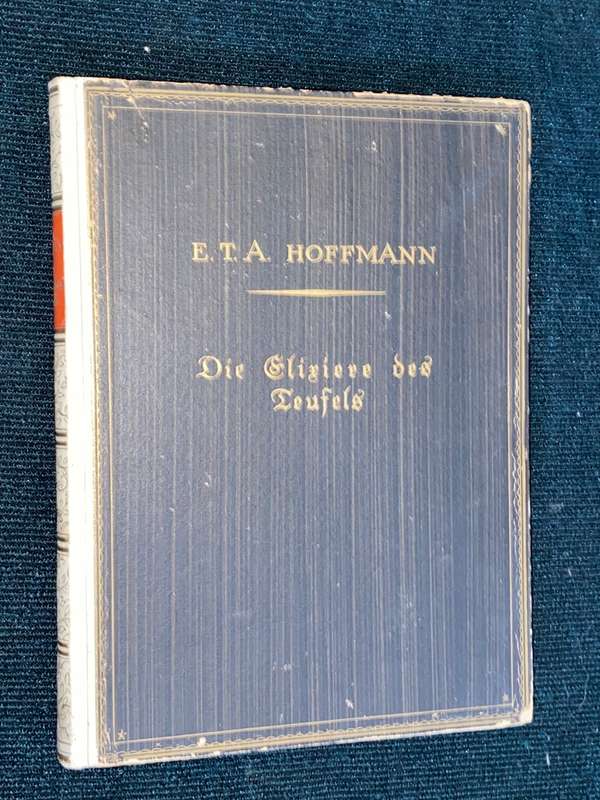 E. T. A. HOFFMANN
Die Elixiere des
Teufels